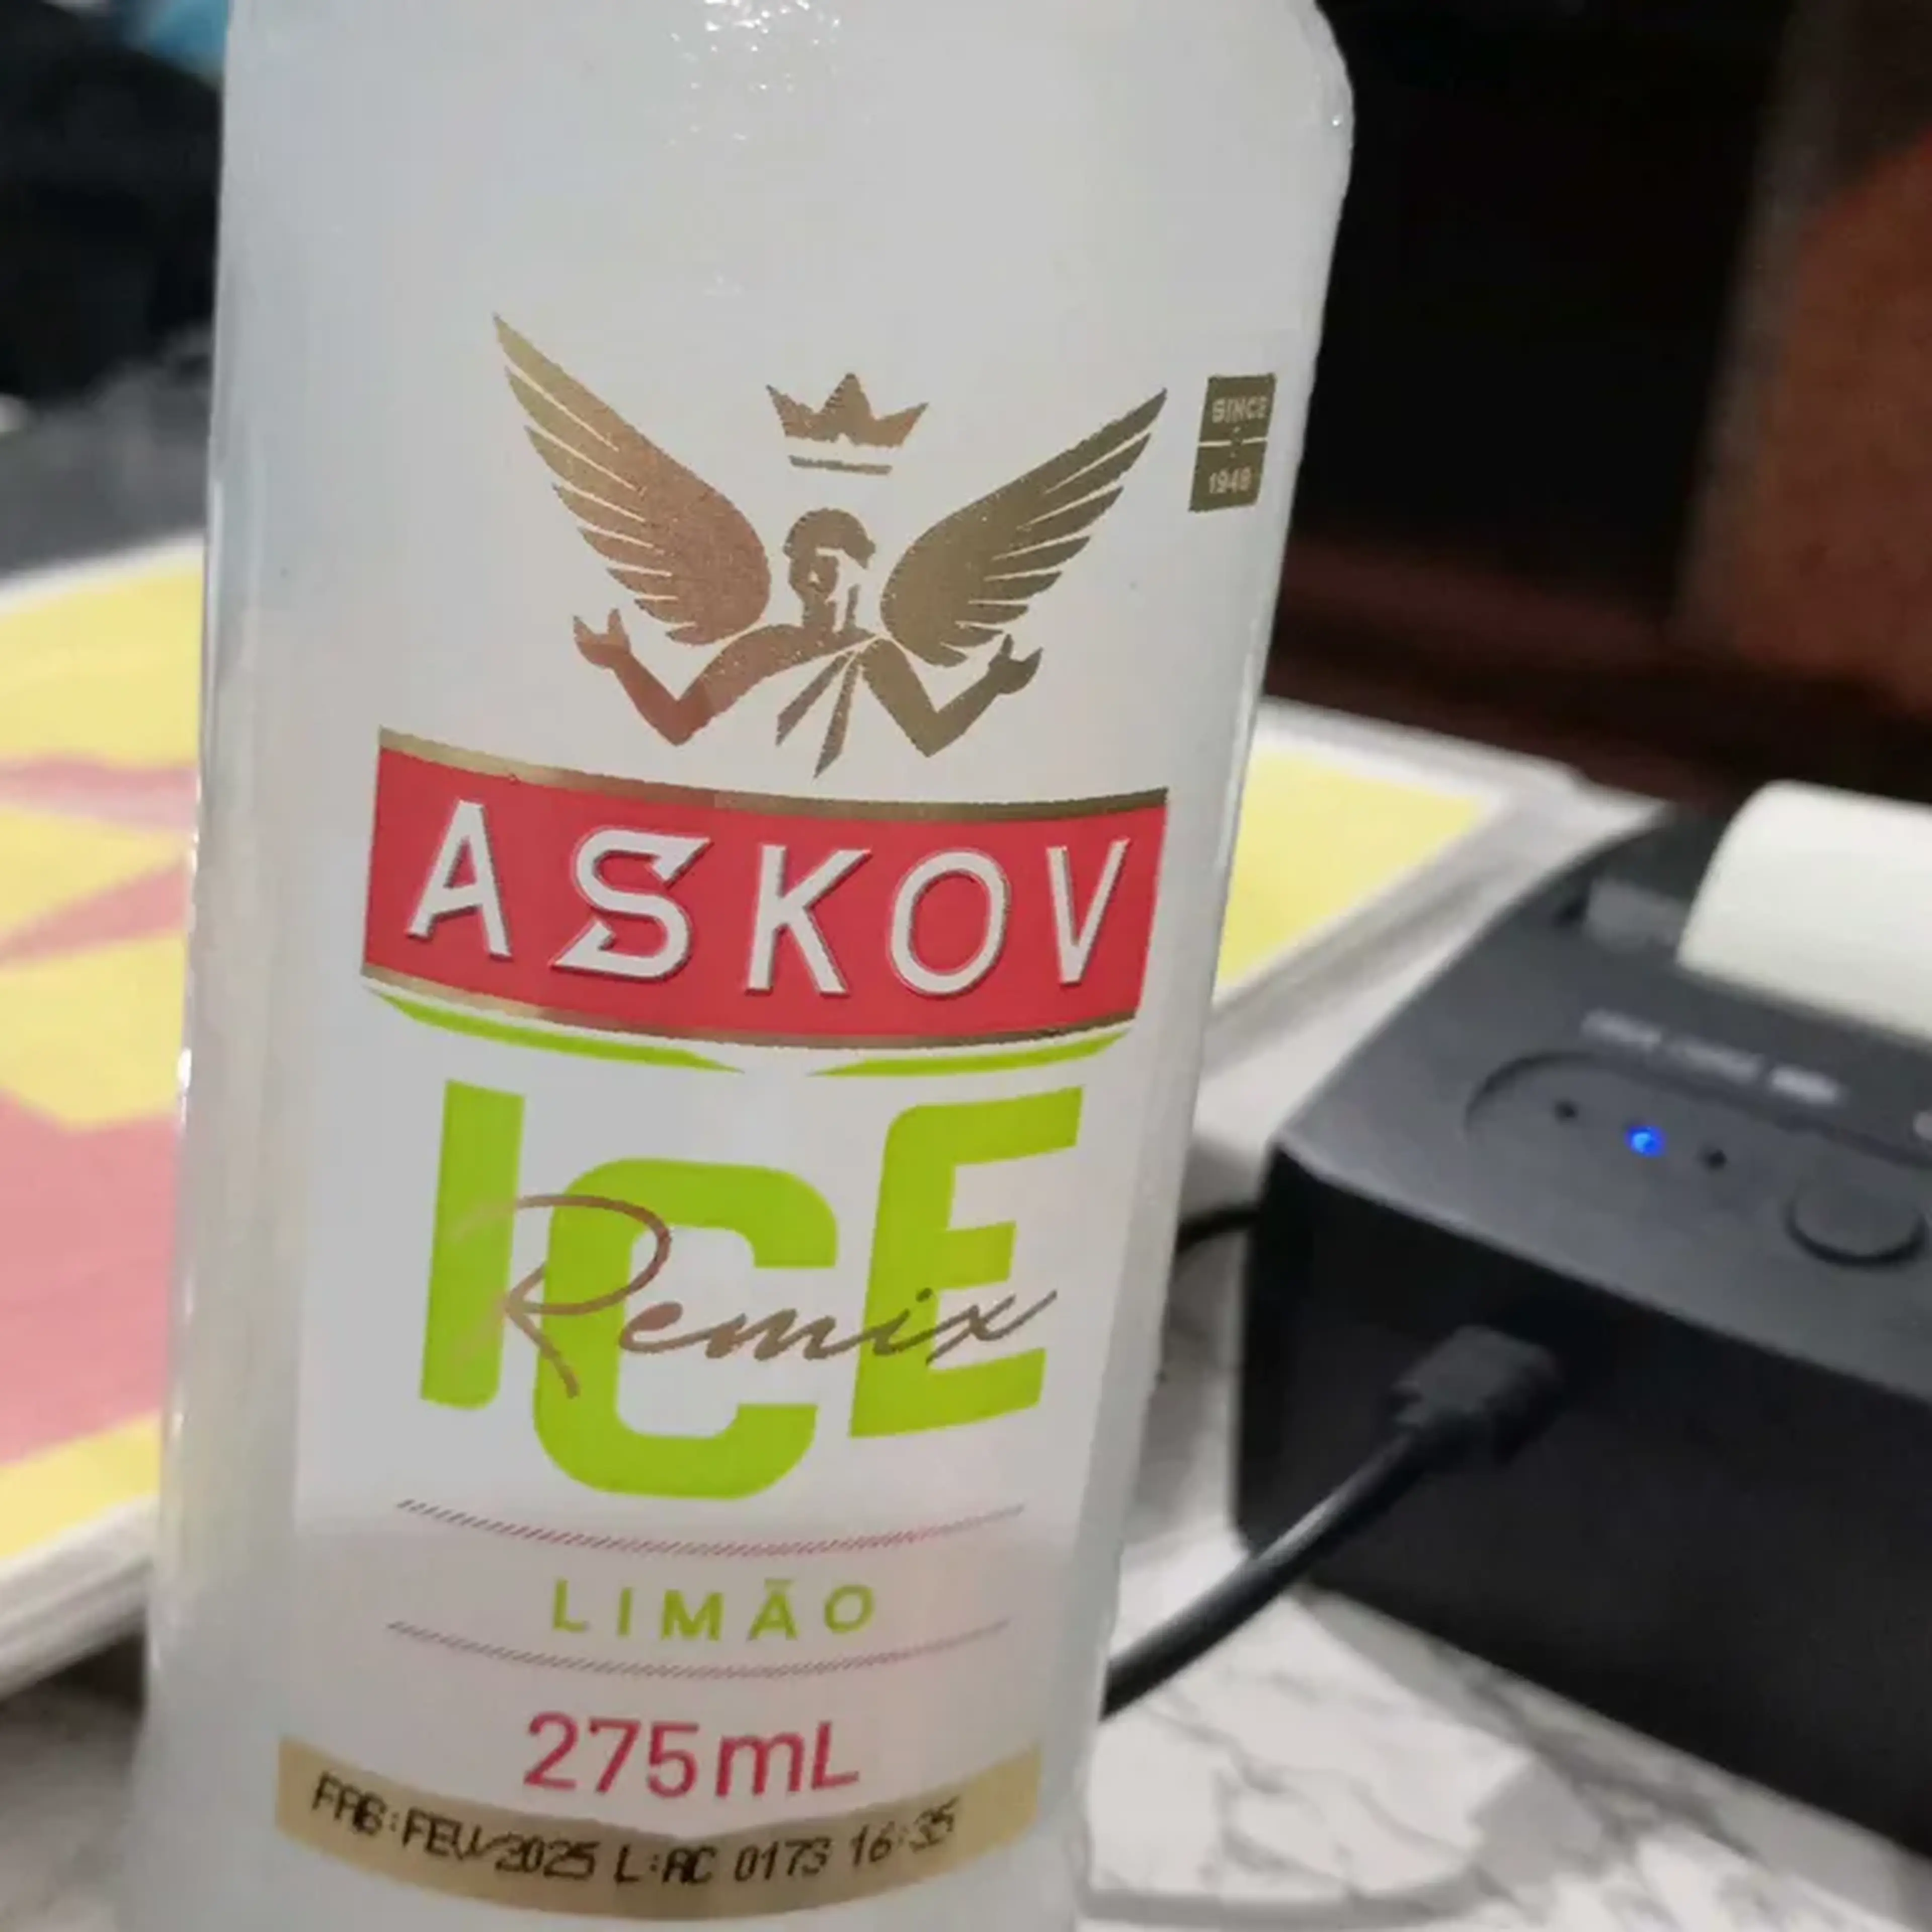 SINCE
1948
ASKOV
ICE
Remix
LIMÃO
275mL
FAB:FEV/2025 L:AC 0173 16:35